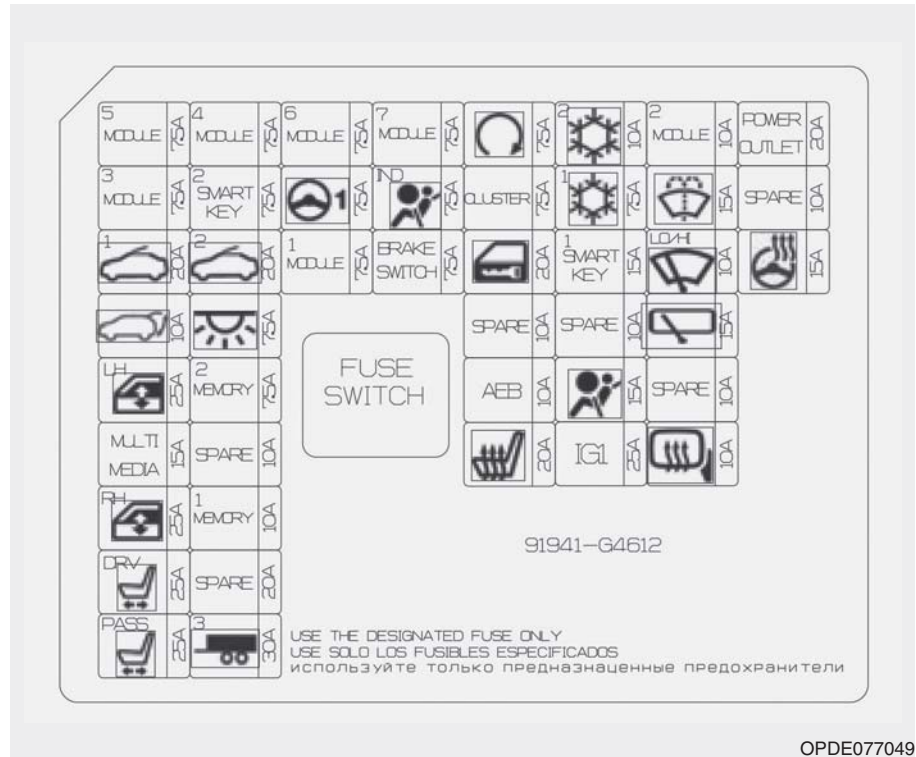 5 MODULE 7.5A
4 MODULE 7.5A
6 MODULE 7.5A
7 MODULE 7.5A
7.5A
2 10A
2 MODULE 10A
POWER
OUTLET 20A
3 MODULE 7.5A
2 SMART
KEY 7.5A
1 7.5A
IND 7.5A
CLUSTER 7.5A
1 7.5A
15A
SPARE 10A
1 20A
2 20A
1 MODULE 7.5A
BRAKE
SWITCH 7.5A
20A
1 SMART
KEY 15A
LO/HI 10A
15A
10A
7.5A
FUSE
SWITCH
SPARE 10A
SPARE 10A
15A
LH 25A
2 MEMORY 7.5A
AEB 10A
15A
SPARE 10A
MULTI
MEDIA 15A
SPARE 10A
20A
IG1 25A
10A
RH 25A
1 MEMORY 10A
91941-G4612
DRV 25A
SPARE 20A
PASS 25A
3 30A
USE THE DESIGNATED FUSE ONLY
USE SOLO LOS FUSIBLES ESPECIFICADOS
используйте только предназнаценные предохранители
OPDE077049